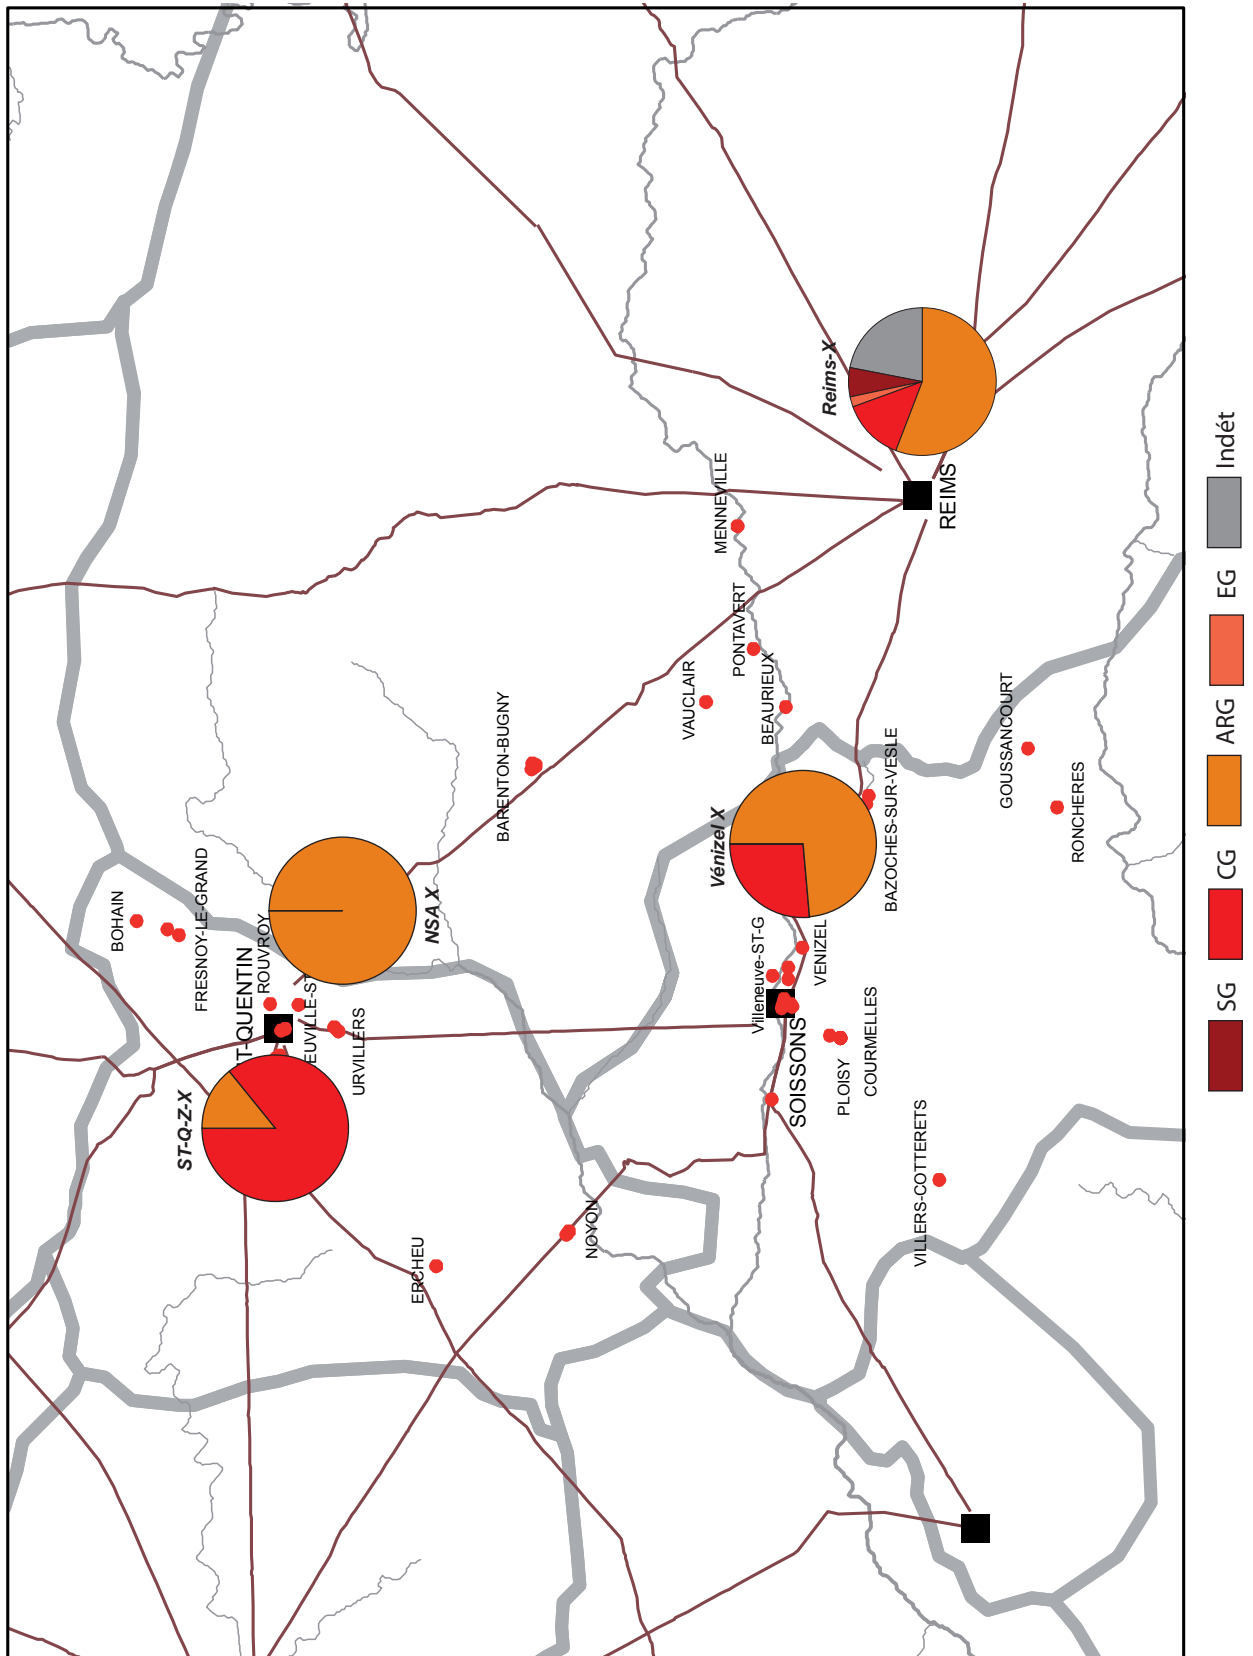 BOHAIN
FRESNOY-LE-GRAND
ROUVROY
T-QUENTIN
EUVILLE-ST
URVILLERS
ST-Q-Z-X
NSA X
BARENTON-BUGNY
ERCHEU
NOYON
MENNEVILLE
PONTAVERT
VAUCLAIR
BEAURIEUX
Reims-X
REIMS
Vénizel X
BAZOCHES-SUR-VESLE
Villeneuve-ST-G
VENIZEL
SOISSONS
PLOISY
COURMELLES
VILLERS-COTTERETS
GOUSSANCOURT
RONCHERES
SG
CG
ARG
EG
Indét